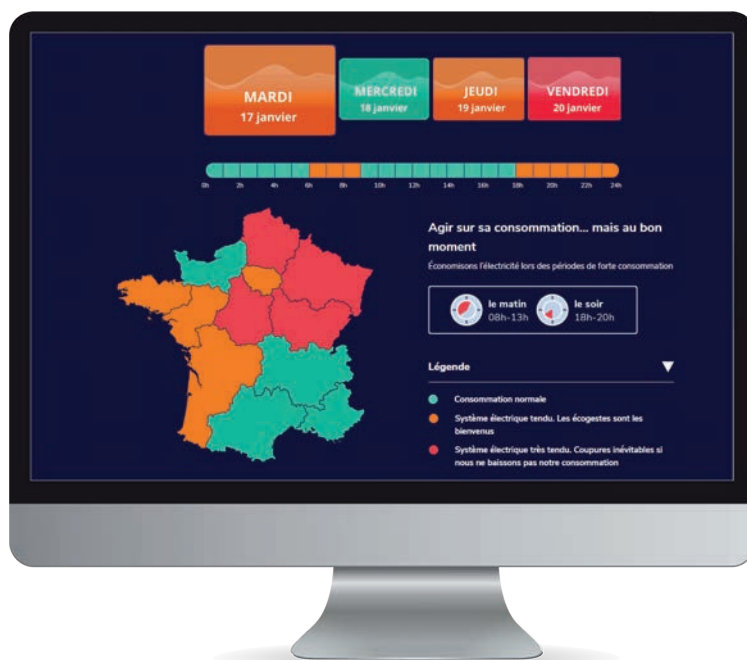 MARDI
17 janvier
MERCREDI
18 janvier
JEUDI
19 janvier
VENDREDI
20 janvier
0h 2h 4h 6h 8h 10h 12h 14h 16h 18h 20h 22h 24h
Agir sur sa consommation... mais au bon
moment
Économisons l'électricité lors des périodes de forte consommation
le matin
08h-13h
le soir
18h-20h
Légende
Consommation normale
Système électrique tendu. Les écogestes sont les
bienvenus
Système électrique très tendu. Coupures inévitables si
nous ne baissons pas notre consommation